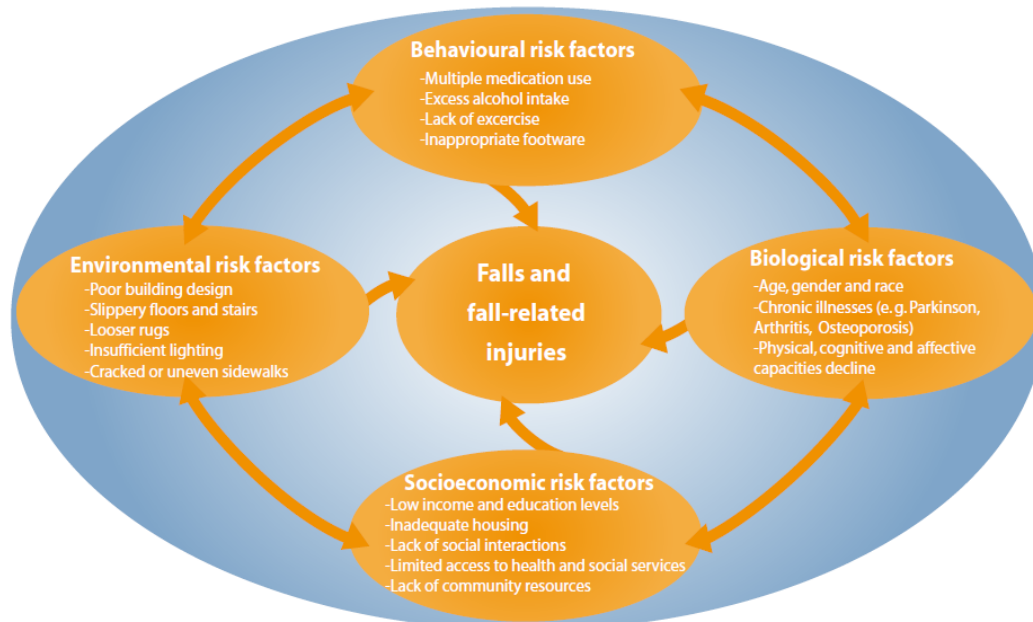 Behavioural risk factors
-Multiple medication use
-Excess alcohol intake
-Lack of excercise
-Inappropriate footware
Environmental risk factors
-Poor building design
-Slippery floors and stairs
-Looser rugs
-Insufficient lighting
-Cracked or uneven sidewalks
Falls and
fall-related
injuries
Biological risk factors
-Age, gender and race
-Chronic illnesses (e. g. Parkinson,
Arthritis, Osteoporosis)
-Physical, cognitive and affective
capacities decline
Socioeconomic risk factors
-Low income and education levels
-Inadequate housing
-Lack of social interactions
-Limited access to health and social services
-Lack of community resources